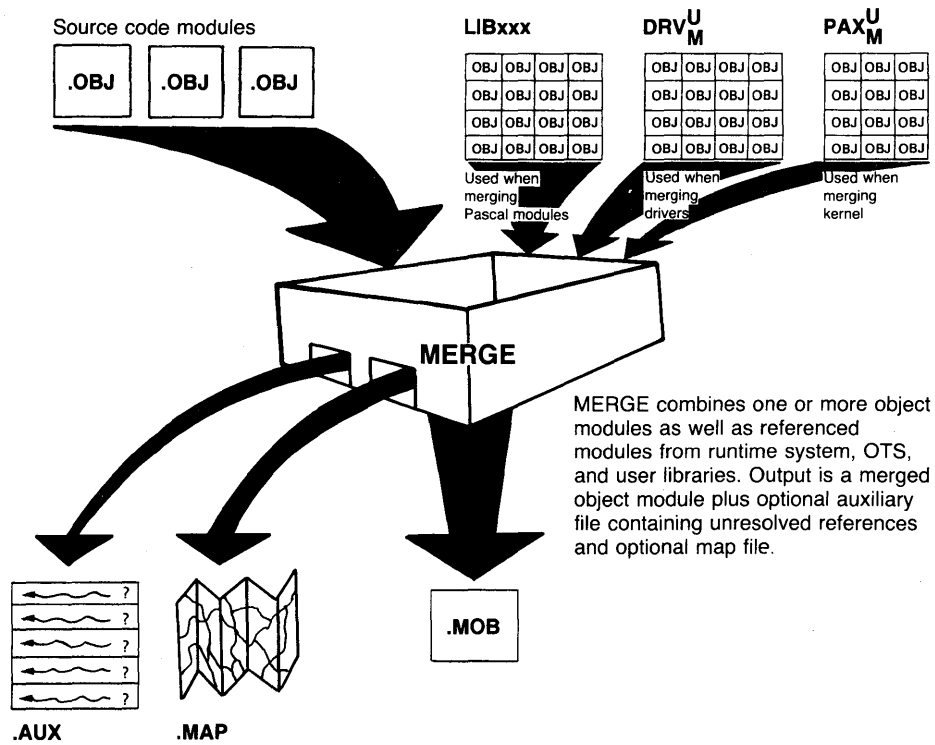 Source code modules
.OBJ .OBJ .OBJ
LIBxxx
OBJ OBJ OBJ OBJ
OBJ OBJ OBJ OBJ
OBJ OBJ OBJ OBJ
OBJ OBJ OBJ OBJ
Used when
merging
Pascal modules
DRV U M
OBJ OBJ OBJ OBJ
OBJ OBJ OBJ OBJ
OBJ OBJ OBJ OBJ
OBJ OBJ OBJ OBJ
Used when
merging
drivers
PAX U M
OBJ OBJ OBJ
OBJ OBJ OBJ
OBJ OBJ OBJ
OBJ OBJ OBJ
Used when
merging
kernel
MERGE
MERGE combines one or more object
modules as well as referenced
modules from runtime system, OTS,
and user libraries. Output is a merged
object module plus optional auxiliary
file containing unresolved references
and optional map file.
?
?
?
?
?
.AUX
.MAP
.MOB